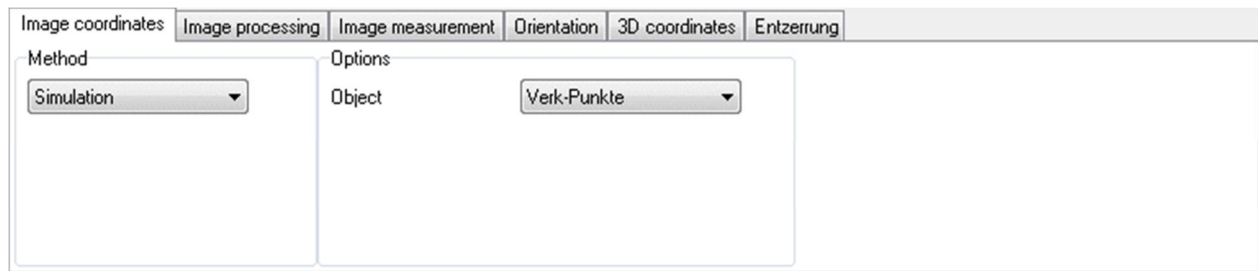 Image coordinates Image processing Image measurement Orientation 3D coordinates Entzerrung
Method Options
Simulation Object Verk-Punkte